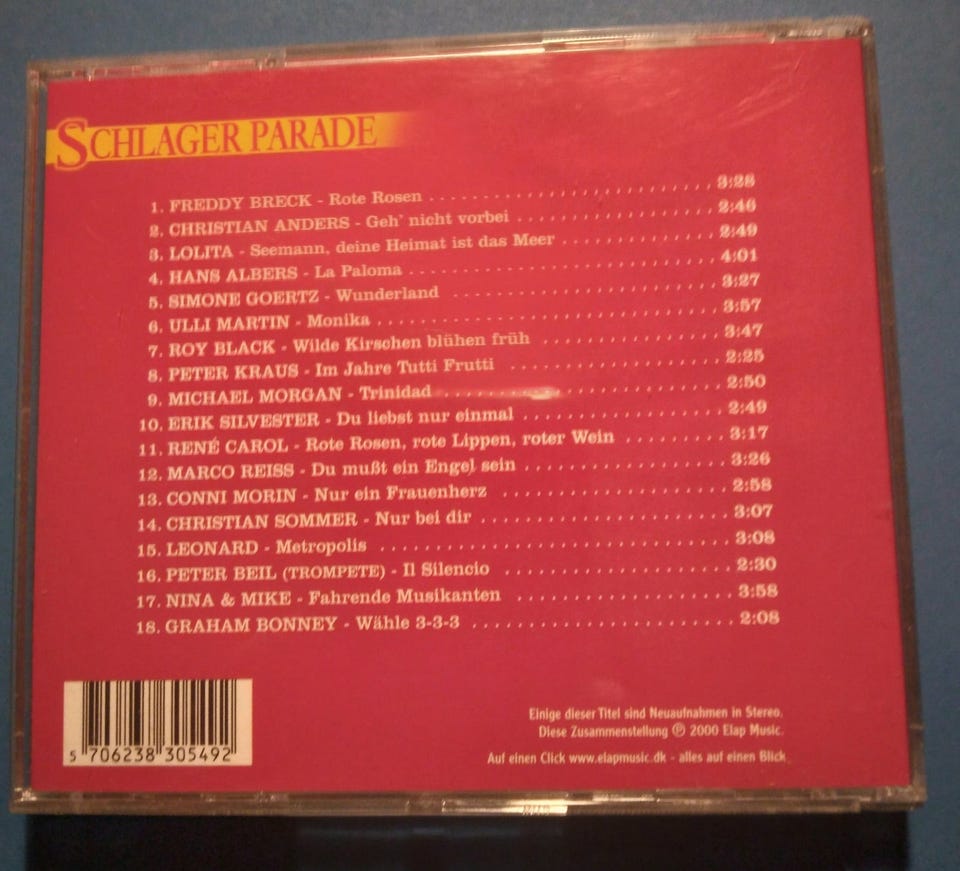 SCHLAGER PARADE
1. FREDDY BRECK - Rote Rosen . . . . . . . . . . . . . . . . . . . . . . . . . . . . 3:28
2. CHRISTIAN ANDERS - Geh' nicht vorbei . . . . . . . . . . . . . . . . . . . . 2:46
3. LOLITA - Seemann, deine Heimat ist das Meer . . . . . . . . . . . . . . . . 2:49
4. HANS ALBERS - La Paloma . . . . . . . . . . . . . . . . . . . . . . . . . . . . . . 4:01
5. SIMONE GOERTZ - Wunderland . . . . . . . . . . . . . . . . . . . . . . . . . . 3:27
6. ULLI MARTIN - Monika . . . . . . . . . . . . . . . . . . . . . . . . . . . . . . . . . 3:57
7. ROY BLACK - Wilde Kirschen blühen früh . . . . . . . . . . . . . . . . . . 3:47
8. PETER KRAUS - Im Jahre Tutti Frutti . . . . . . . . . . . . . . . . . . . . . 2:25
9. MICHAEL MORGAN - Trinidad . . . . . . . . . . . . . . . . . . . . . . . . . . . 2:50
10. ERIK SILVESTER - Du liebst nur einmal . . . . . . . . . . . . . . . . . . . 2:49
11. RENÉ CAROL - Rote Rosen, rote Lippen, roter Wein . . . . . . . . . 3:17
12. MARCO REISS - Du mußt ein Engel sein . . . . . . . . . . . . . . . . . . . 3:26
13. CONNI MORIN - Nur ein Frauenherz . . . . . . . . . . . . . . . . . . . . . 2:58
14. CHRISTIAN SOMMER - Nur bei dir . . . . . . . . . . . . . . . . . . . . . . . 3:07
15. LEONARD - Metropolis . . . . . . . . . . . . . . . . . . . . . . . . . . . . . . . . 3:08
16. PETER BEIL (TROMPETE) - Il Silencio . . . . . . . . . . . . . . . . . . . . 2:30
17. NINA & MIKE - Fahrende Musikanten . . . . . . . . . . . . . . . . . . . . 3:58
18. GRAHAM BONNEY - Wähle 3-3-3 . . . . . . . . . . . . . . . . . . . . . . . . 2:08
Einige dieser Titel sind Neuaufnahmen in Stereo.
Diese Zusammenstellung ℗ 2000 Elap Music.
Auf einen Click www.elapmusic.dk - alles auf einen Blick
5 706238 305492